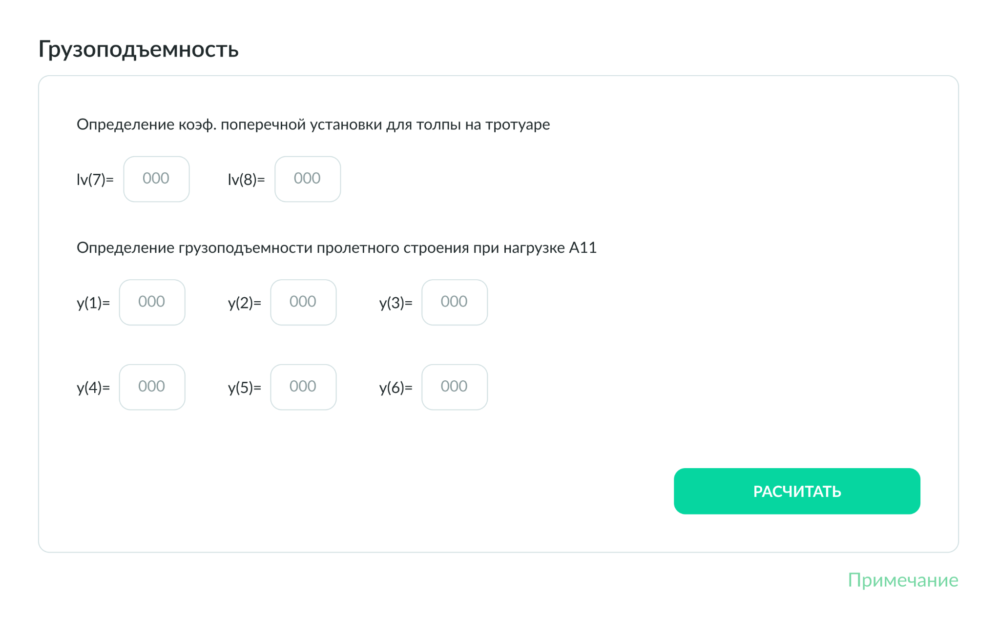 Грузоподъемность
Определение коэф. поперечной установки для толпы на тротуаре
lv(7)= 000 lv(8)= 000
Определение грузоподъемности пролетного строения при нагрузке А11
y(1)= 000 y(2)= 000 y(3)= 000
y(4)= 000 y(5)= 000 y(6)= 000
РАСЧИТАТЬ
Примечание